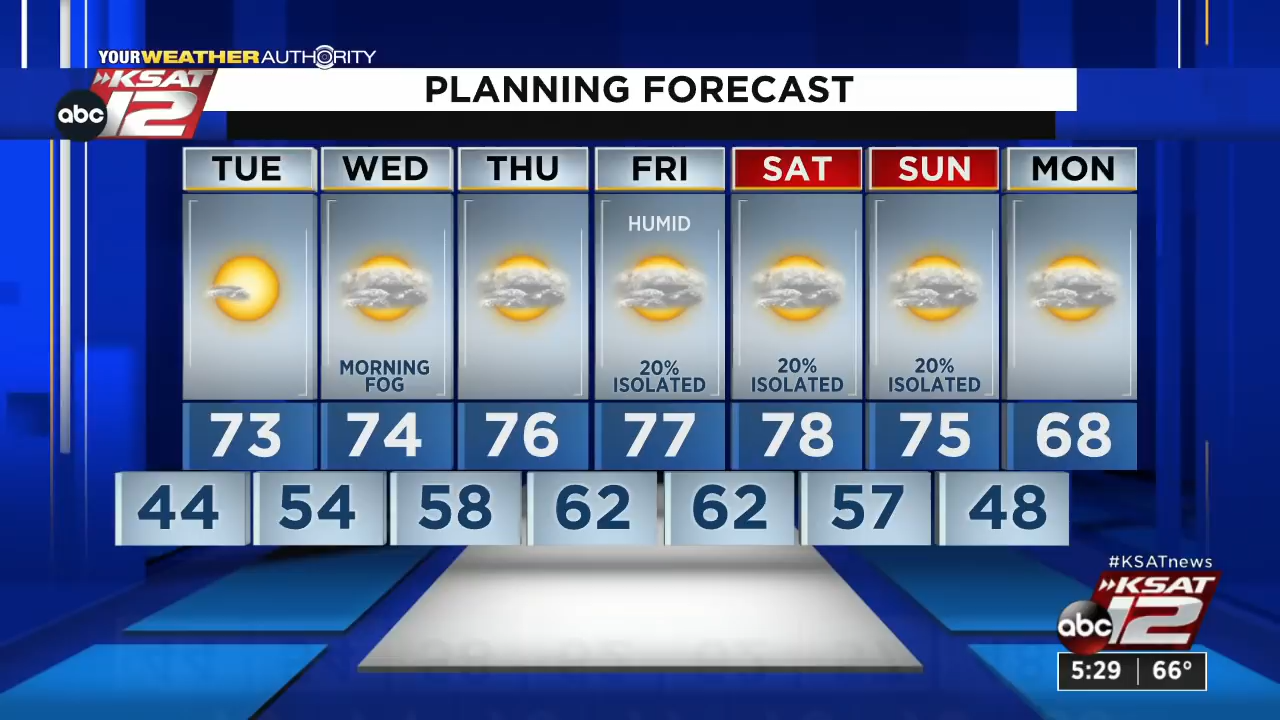 YOURWEATHERAUTHORITY
KSAT
abc 12
PLANNING FORECAST
TUE WED THU FRI SAT SUN MON
HUMID
MORNING FOG
20% ISOLATED
20% ISOLATED
20% ISOLATED
73 74 76 77 78 75 68
44 54 58 62 62 57 48
#KSATnews
KSAT
abc 12
5:29 66°